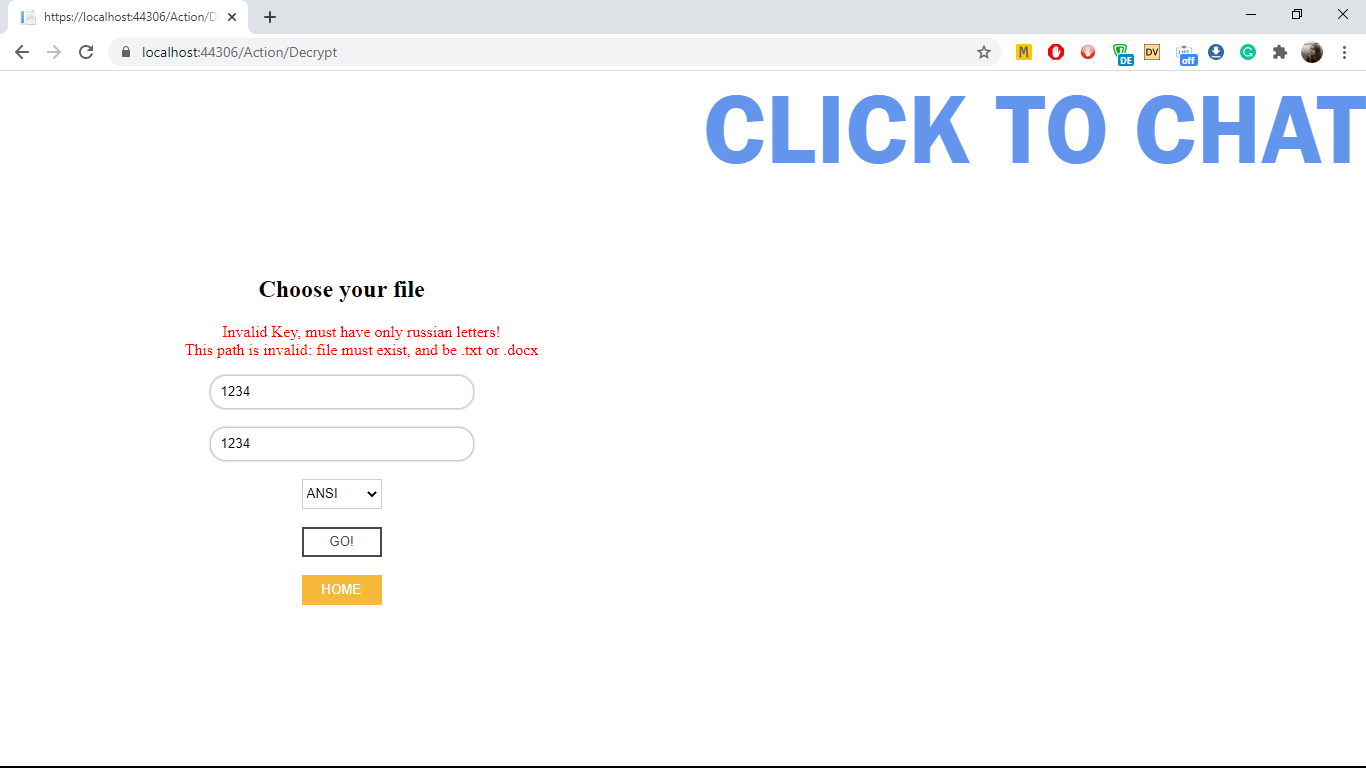 https://localhost:44306/Action/D
localhost:44306/Action/Decrypt
M
DE
DV
off
CLICK TO CHAT
Choose your file
Invalid Key, must have only russian letters!
This path is invalid: file must exist, and be .txt or .docx
1234
1234
ANSI
GO!
HOME